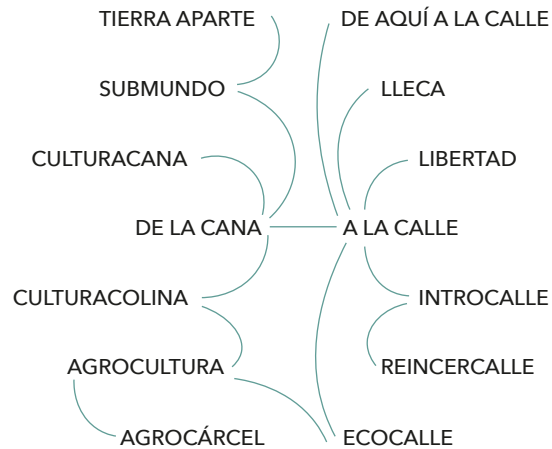 TIERRA APARTE
DE AQUÍ A LA CALLE
SUBMUNDO
LLECA
CULTURACANA
LIBERTAD
DE LA CANA
A LA CALLE
CULTURACOLINA
INTROCALLE
AGROCULTURA
REINCERCALLE
AGROCÁRCEL
ECOCALLE